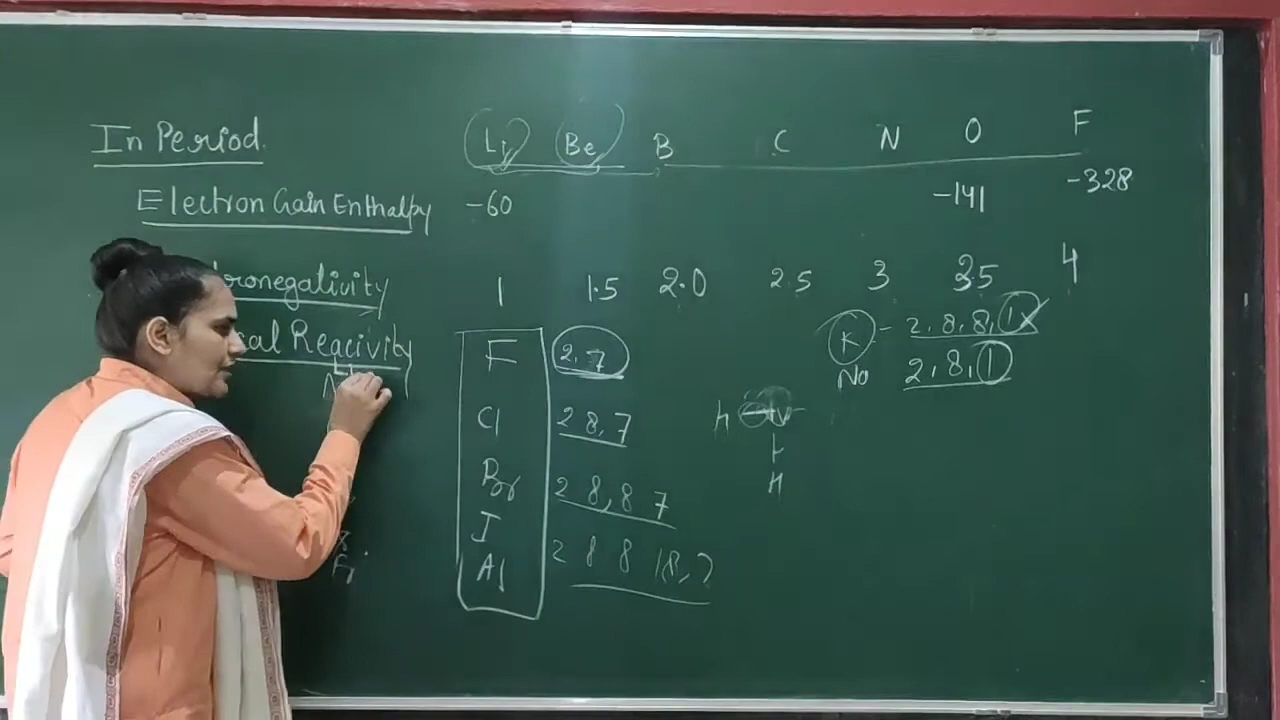 In Period Li Be B C N O F
Electron Gain Enthalpy -60 -141 -328
ronegativity 1 1.5 2.0 2.5 3 3.5 4
cal Reacivity
F 2, 7
Cl 2 8, 7
Br 2 8, 8 7
I 2 8 8 18, 7
At
K - 2, 8, 8, 1
Na 2, 8, 1
H
H
Fr